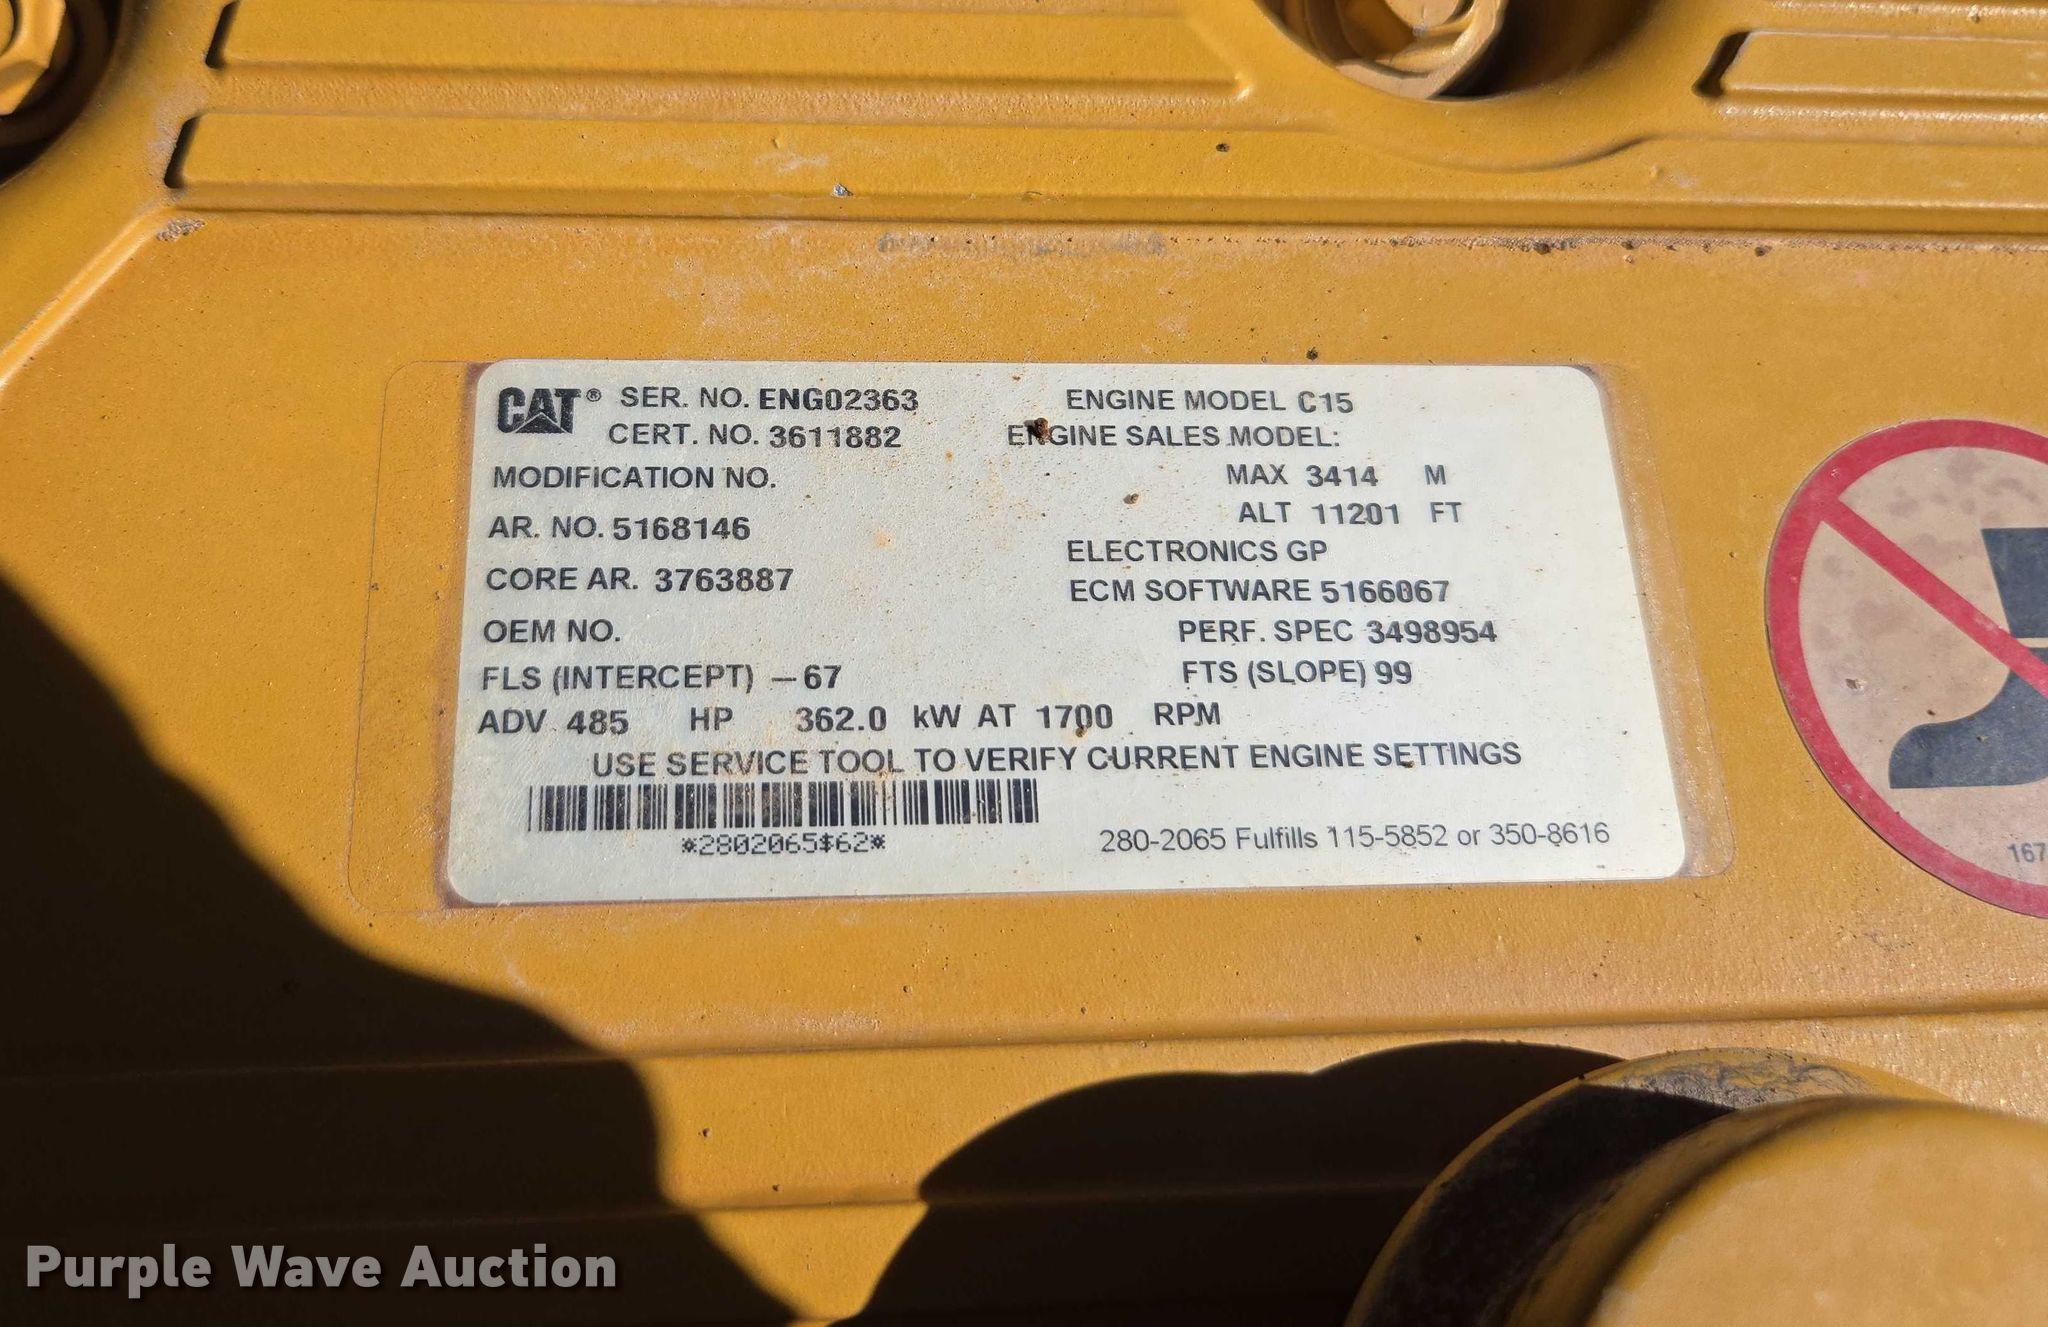 CAT® SER. NO. ENG02363 ENGINE MODEL C15
CERT. NO. 3611882 ENGINE SALES MODEL:
MODIFICATION NO. MAX 3414 M
ALT 11201 FT
AR. NO. 5168146
ELECTRONICS GP
CORE AR. 3763887 ECM SOFTWARE 5166067
OEM NO. PERF. SPEC 3498954
FLS (INTERCEPT) –67 FTS (SLOPE) 99
ADV 485 HP 362.0 kW AT 1700 RPM
USE SERVICE TOOL TO VERIFY CURRENT ENGINE SETTINGS
*2802065$62*
280-2065 Fulfills 115-5852 or 350-8616
Purple Wave Auction